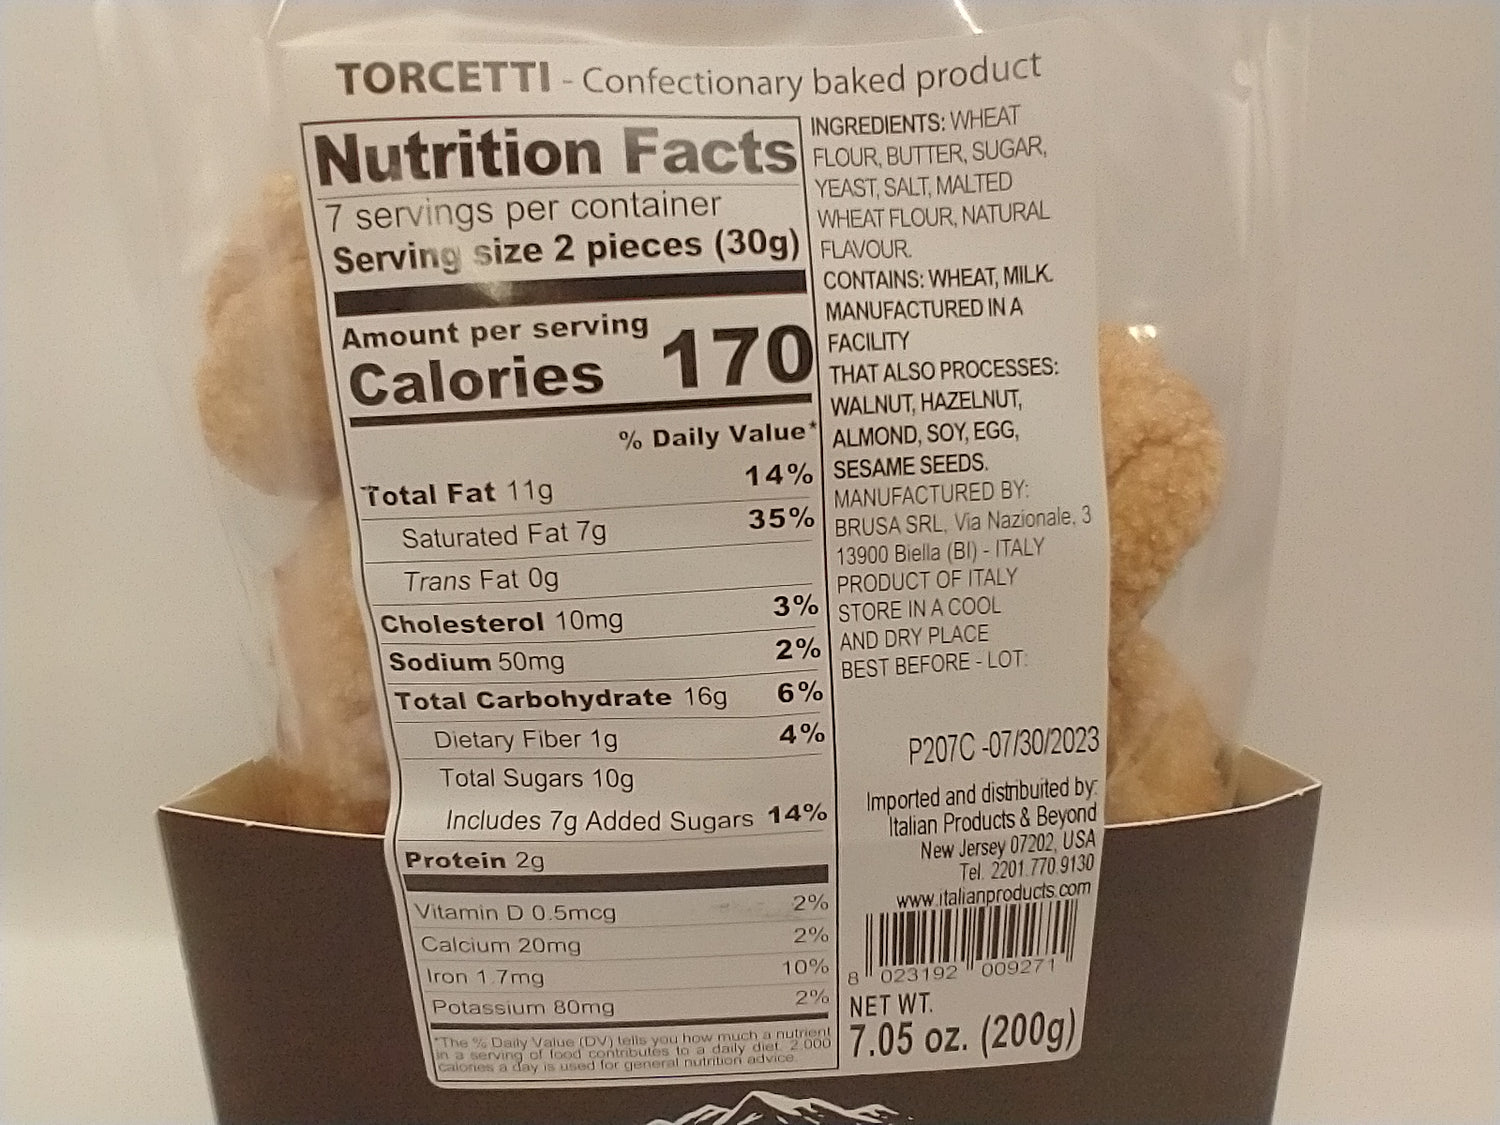 TORCETTI - Confectionary baked product
Nutrition Facts
7 servings per container
Serving size 2 pieces (30g)
Amount per serving
Calories 170
% Daily Value*
Total Fat 11g 14%
Saturated Fat 7g 35%
Trans Fat 0g
Cholesterol 10mg 3%
Sodium 50mg 2%
Total Carbohydrate 16g 6%
Dietary Fiber 1g 4%
Total Sugars 10g
Includes 7g Added Sugars 14%
Protein 2g
Vitamin D 0.5mcg 2%
Calcium 20mg 2%
Iron 1.7mg 10%
Potassium 80mg 2%
*The % Daily Value (DV) tells you how much a nutrient
in a serving of food contributes to a daily diet. 2.000
calories a day is used for general nutrition advice.
INGREDIENTS: WHEAT
FLOUR, BUTTER, SUGAR,
YEAST, SALT, MALTED
WHEAT FLOUR, NATURAL
FLAVOUR.
CONTAINS: WHEAT, MILK.
MANUFACTURED IN A
FACILITY
THAT ALSO PROCESSES:
WALNUT, HAZELNUT,
ALMOND, SOY, EGG,
SESAME SEEDS.
MANUFACTURED BY:
BRUSA SRL, Via Nazionale, 3
13900 Biella (BI) - ITALY
PRODUCT OF ITALY
STORE IN A COOL
AND DRY PLACE
BEST BEFORE - LOT:
P207C -07/30/2023
Imported and distribuited by:
Italian Products & Beyond
New Jersey 07202, USA
Tel. 2201.770.9130
www.italianproducts.com
8 023192 009271
NET WT.
7.05 oz. (200g)